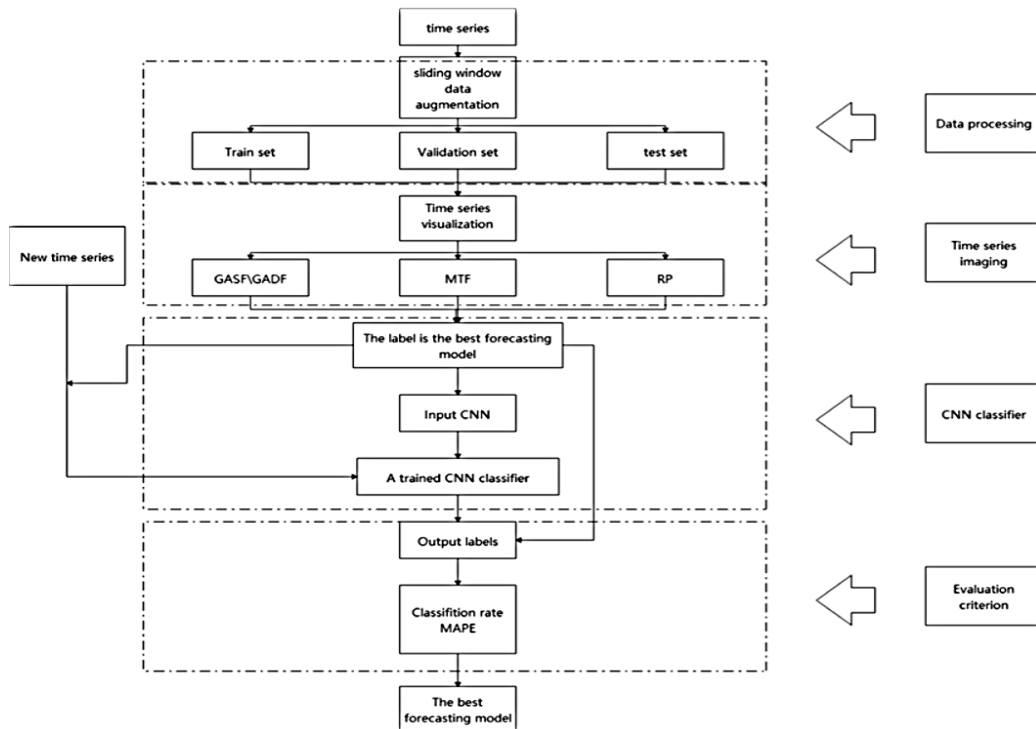 time series
sliding window
data
augmentation
Data processing
Train set
Validation set
test set
Time series
visualization
New time series
Time series
imaging
GASF\GADF
MTF
RP
The label is the best forecasting
model
Input CNN
CNN classifier
A trained CNN classifier
Output labels
Classifition rate
MAPE
Evaluation
criterion
The best
forecasting model